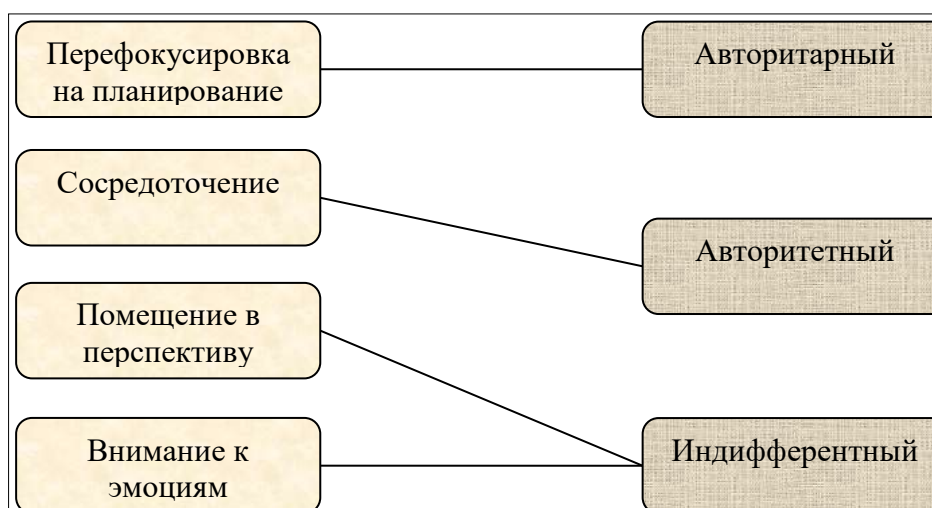 Перефокусировка
на планирование
Авторитарный
Сосредоточение
Авторитетный
Помещение в
перспективу
Внимание к
эмоциям
Индифферентный